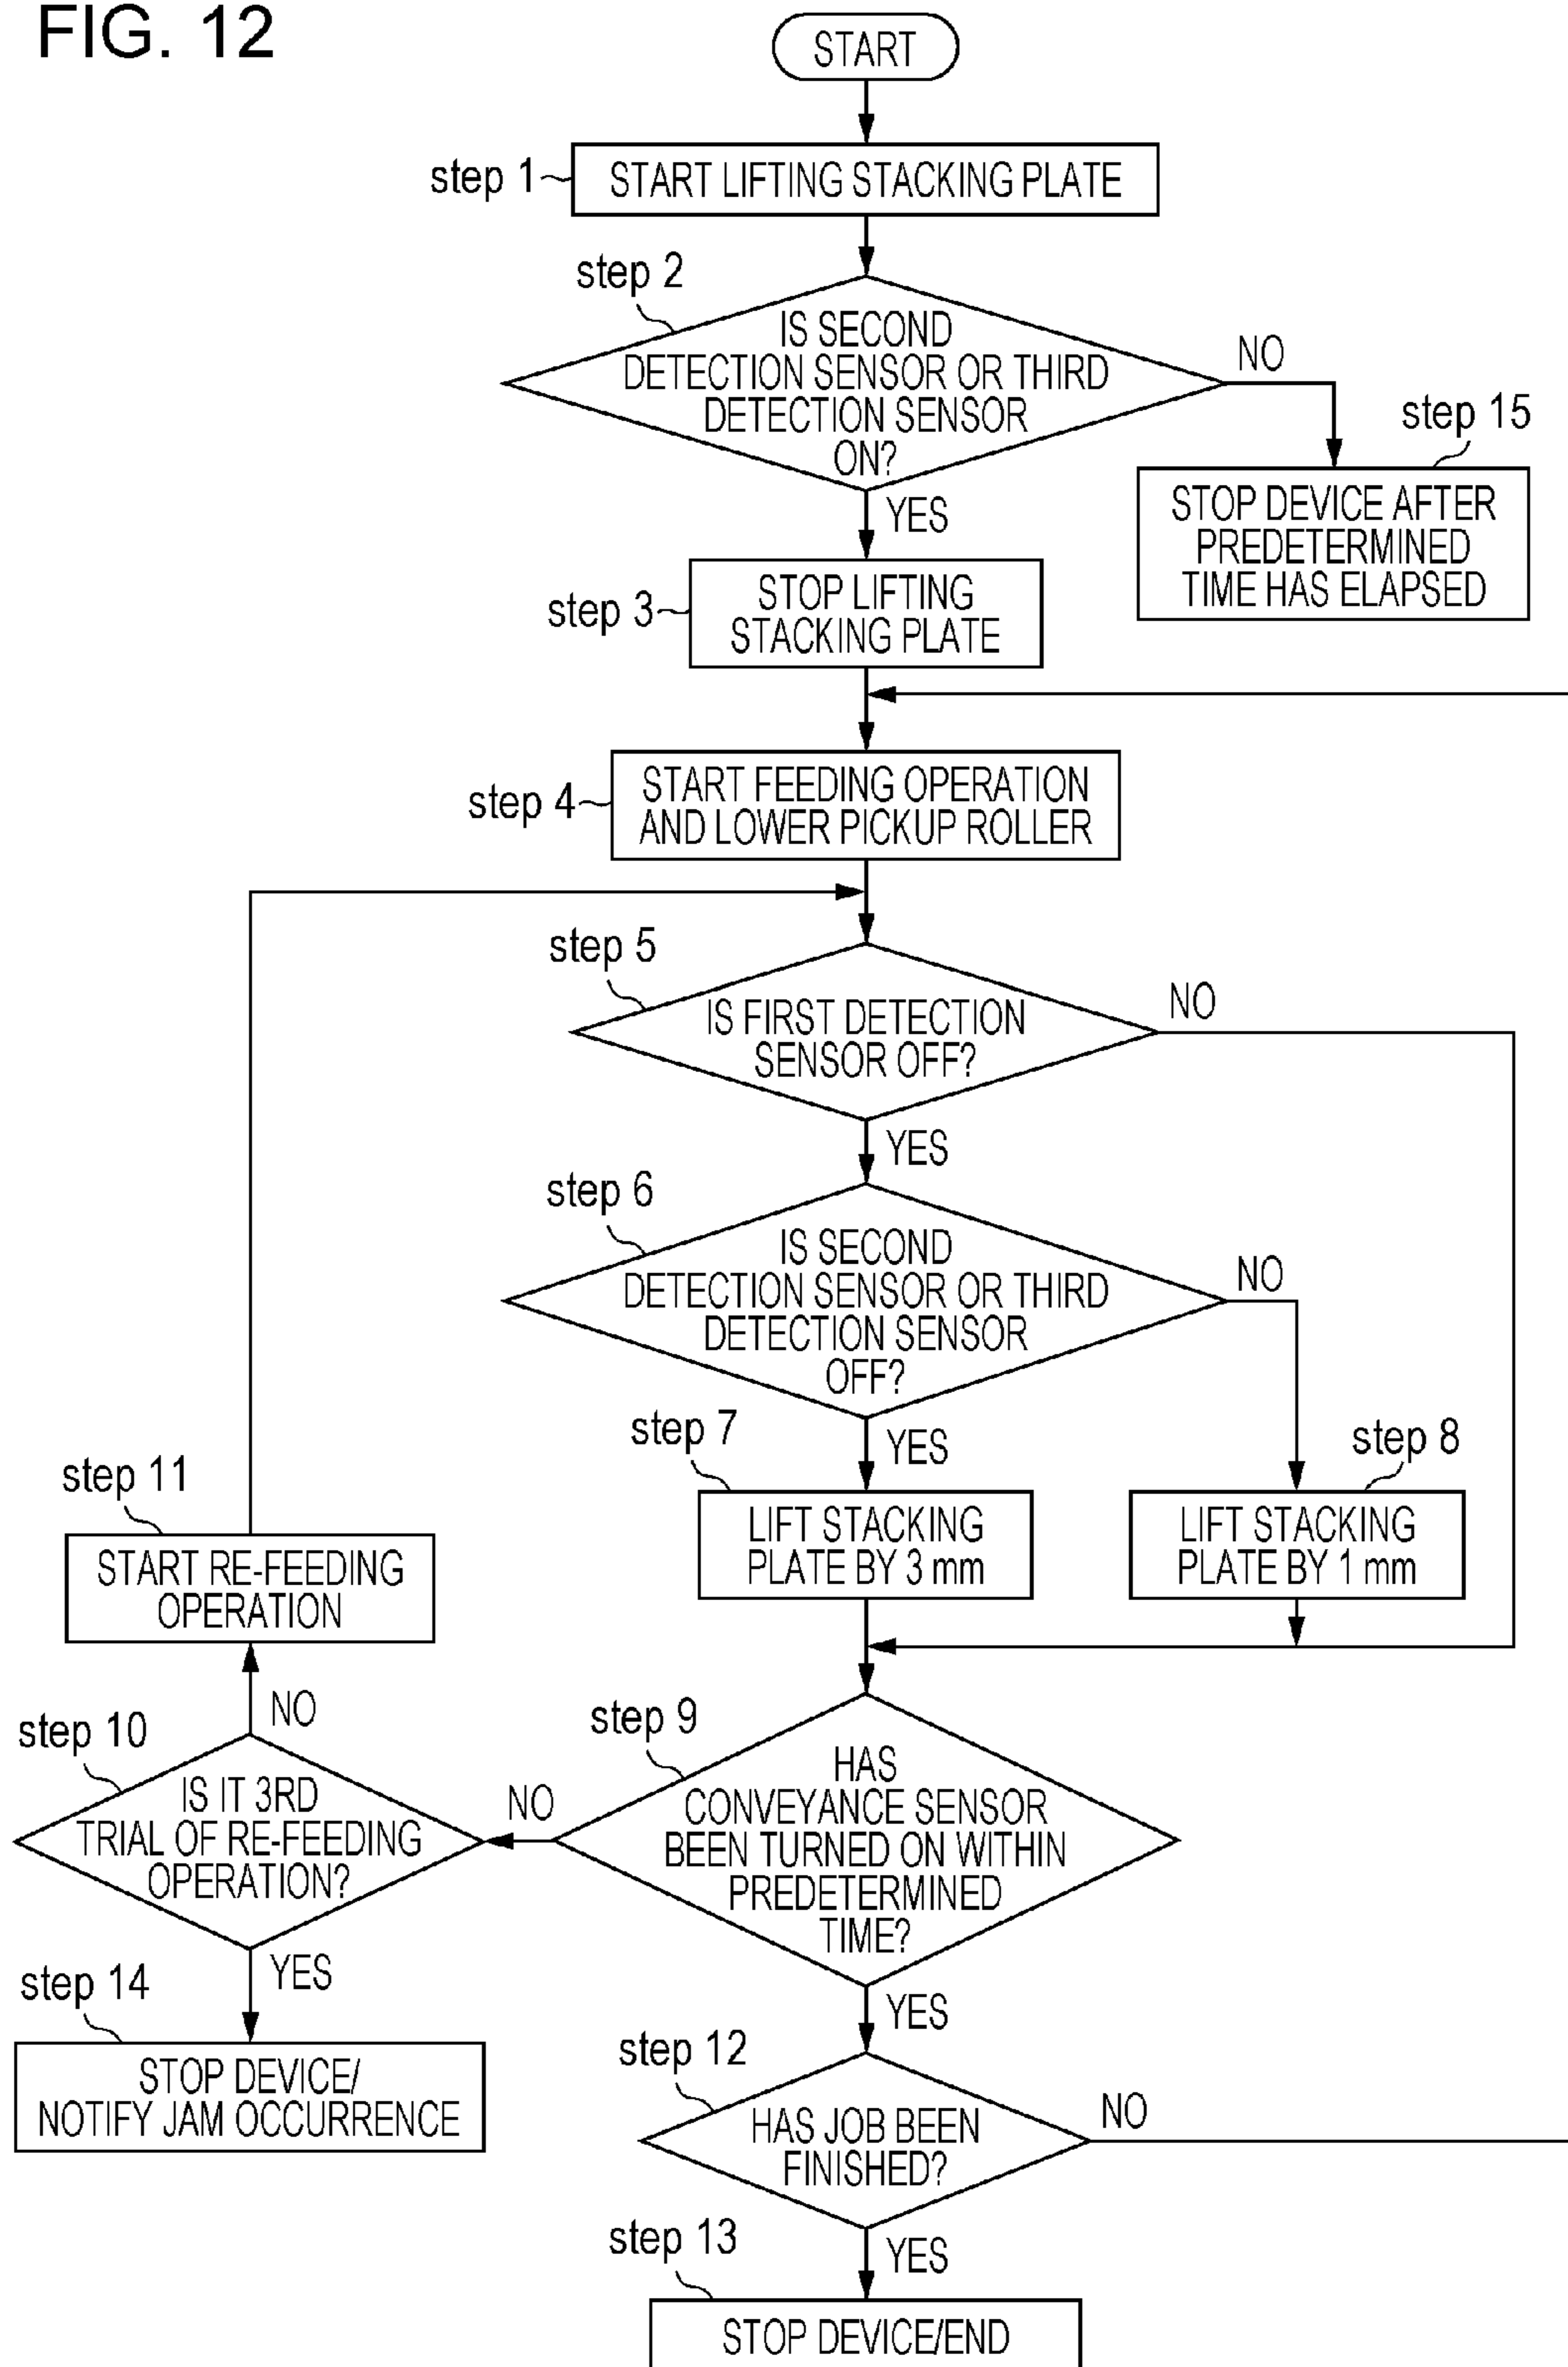 FIG. 12
START
step 1
START LIFTING STACKING PLATE
step 2
IS SECOND
DETECTION SENSOR OR THIRD
DETECTION SENSOR
ON?
NO
YES
step 15
STOP DEVICE AFTER
PREDETERMINED
TIME HAS ELAPSED
step 3
STOP LIFTING
STACKING PLATE
step 4
START FEEDING OPERATION
AND LOWER PICKUP ROLLER
step 5
IS FIRST DETECTION
SENSOR OFF?
NO
YES
step 6
IS SECOND
DETECTION SENSOR OR THIRD
DETECTION SENSOR
OFF?
NO
YES
step 7
LIFT STACKING
PLATE BY 3 mm
step 8
LIFT STACKING
PLATE BY 1 mm
step 11
START RE-FEEDING
OPERATION
NO
step 10
IS IT 3RD
TRIAL OF RE-FEEDING
OPERATION?
NO
step 9
HAS
CONVEYANCE SENSOR
BEEN TURNED ON WITHIN
PREDETERMINED
TIME?
YES
YES
step 14
STOP DEVICE/
NOTIFY JAM OCCURRENCE
step 12
HAS JOB BEEN
FINISHED?
NO
YES
step 13
STOP DEVICE/END